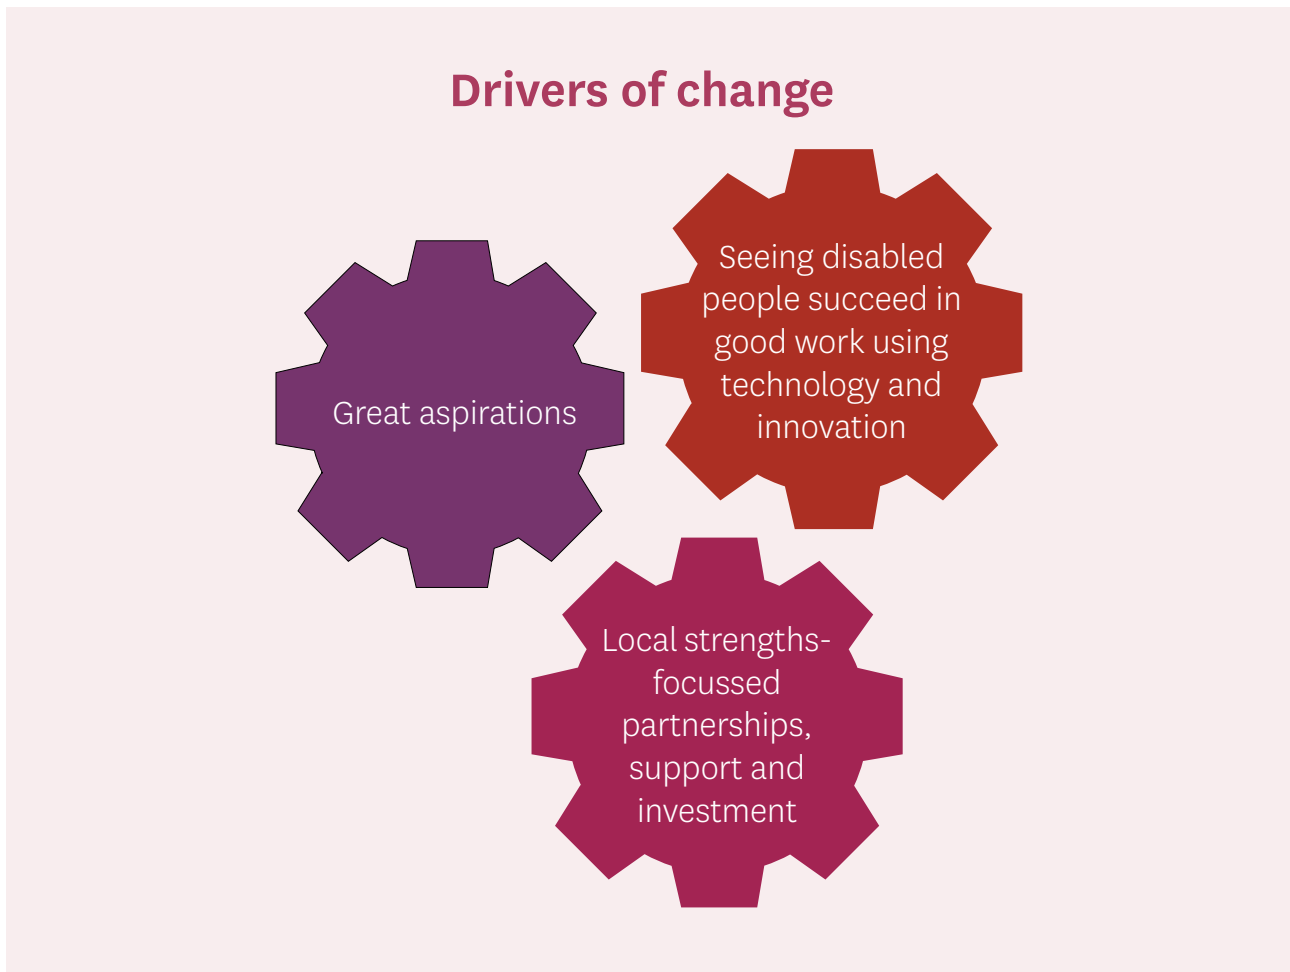 Drivers of change
Great aspirations
Seeing disabled
people succeed in
good work using
technology and
innovation
Local strengths-
focussed
partnerships,
support and
investment